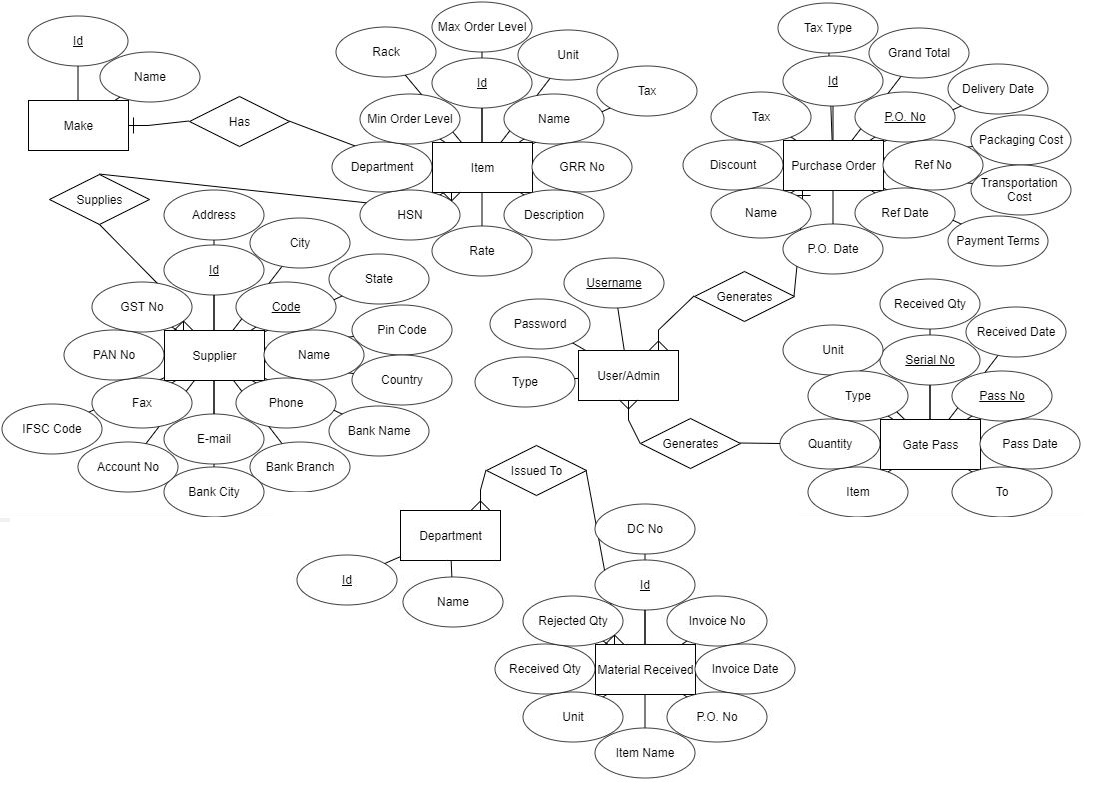 Id
Name
Make
Has
Max Order Level
Rack
Unit
Id
Tax
Min Order Level
Name
Department
Item
GRR No
HSN
Description
Rate
Tax Type
Grand Total
Id
Delivery Date
Tax
P.O. No
Packaging Cost
Discount
Purchase Order
Ref No
Transportation
Cost
Name
Ref Date
Payment Terms
P.O. Date
Supplies
Address
City
Id
State
GST No
Code
Pin Code
PAN No
Supplier
Name
Country
Fax
Phone
IFSC Code
E-mail
Bank Name
Account No
Bank Branch
Bank City
Username
Generates
Password
Type
User/Admin
Generates
Received Qty
Received Date
Unit
Serial No
Type
Pass No
Quantity
Gate Pass
Pass Date
Item
To
Issued To
Department
Id
Name
DC No
Id
Rejected Qty
Invoice No
Received Qty
Material Received
Invoice Date
Unit
P.O. No
Item Name